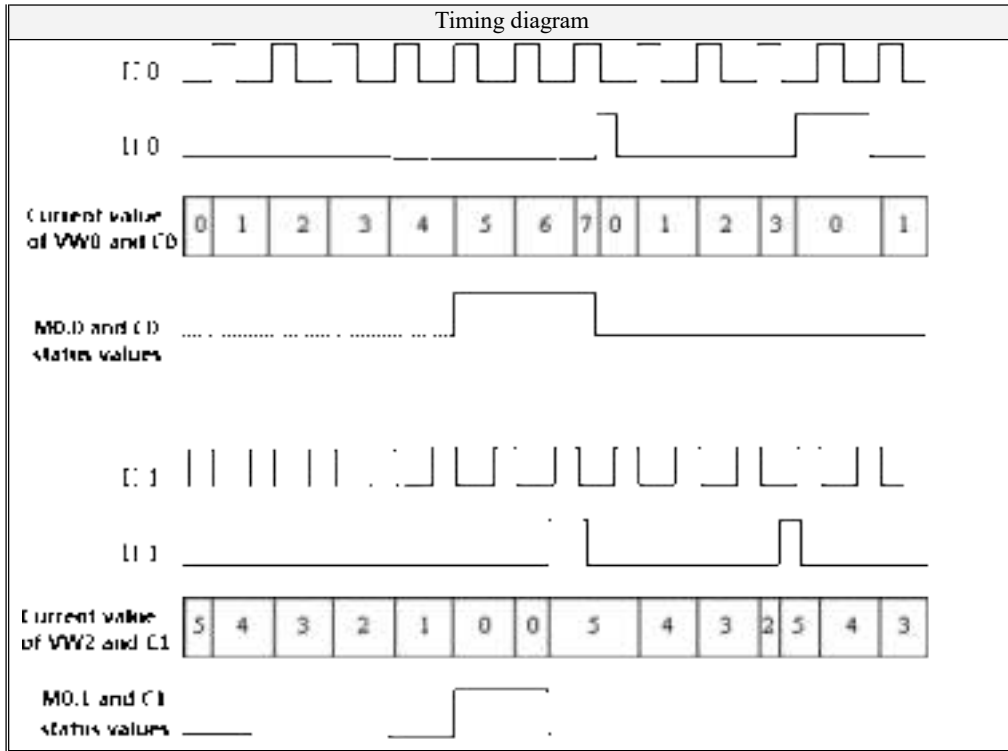 Timing diagram
Current value
of VW0 and C0
0 1 2 3 4 5 6 7 0 1 2 3 0 1
M0.0 and C0
status values
Current value
of VW2 and C1
5 4 3 2 1 0 0 5 4 3 2 5 4 3
M0.1 and C1
status values